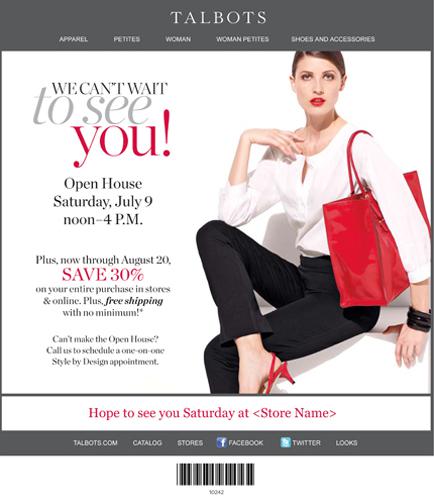 TALBOTS
APPAREL PETITES WOMAN WOMAN PETITES SHOES AND ACCESSORIES
WE CAN'T WAIT
to see
you!
Open House
Saturday, July 9
noon–4 P.M.
Plus, now through August 20,
SAVE 30%
on your entire purchase in stores
& online. Plus, free shipping
with no minimum!*
Can't make the Open House?
Call us to schedule a one-on-one
Style by Design appointment.
Hope to see you Saturday at <Store Name>
TALBOTS.COM CATALOG STORES FACEBOOK TWITTER LOOKS
10242